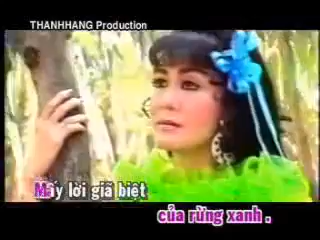 THANHHANG Production
Mấy lời giã biệt
của rừng xanh .